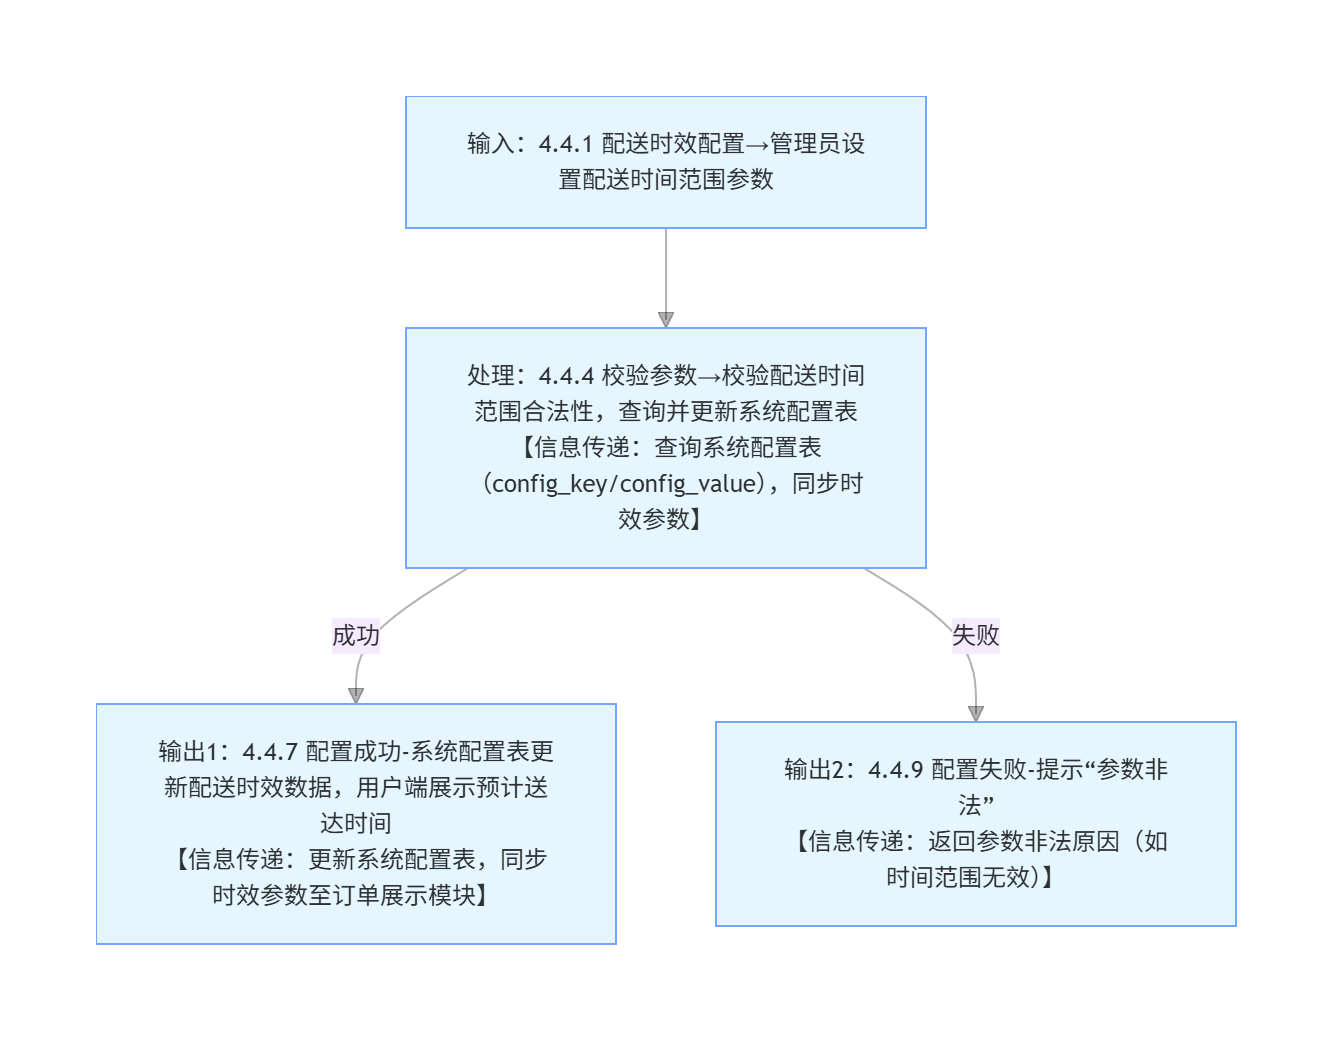 输入：4.4.1 配送时效配置→管理员设
置配送时间范围参数
处理：4.4.4 校验参数→校验配送时间
范围合法性，查询并更新系统配置表
【信息传递：查询系统配置表
（config_key/config_value），同步时
效参数】
成功
失败
输出1：4.4.7 配置成功-系统配置表更
新配送时效数据，用户端展示预计送
达时间
【信息传递：更新系统配置表，同步
时效参数至订单展示模块】
输出2：4.4.9 配置失败-提示“参数非
法”
【信息传递：返回参数非法原因（如
时间范围无效）】